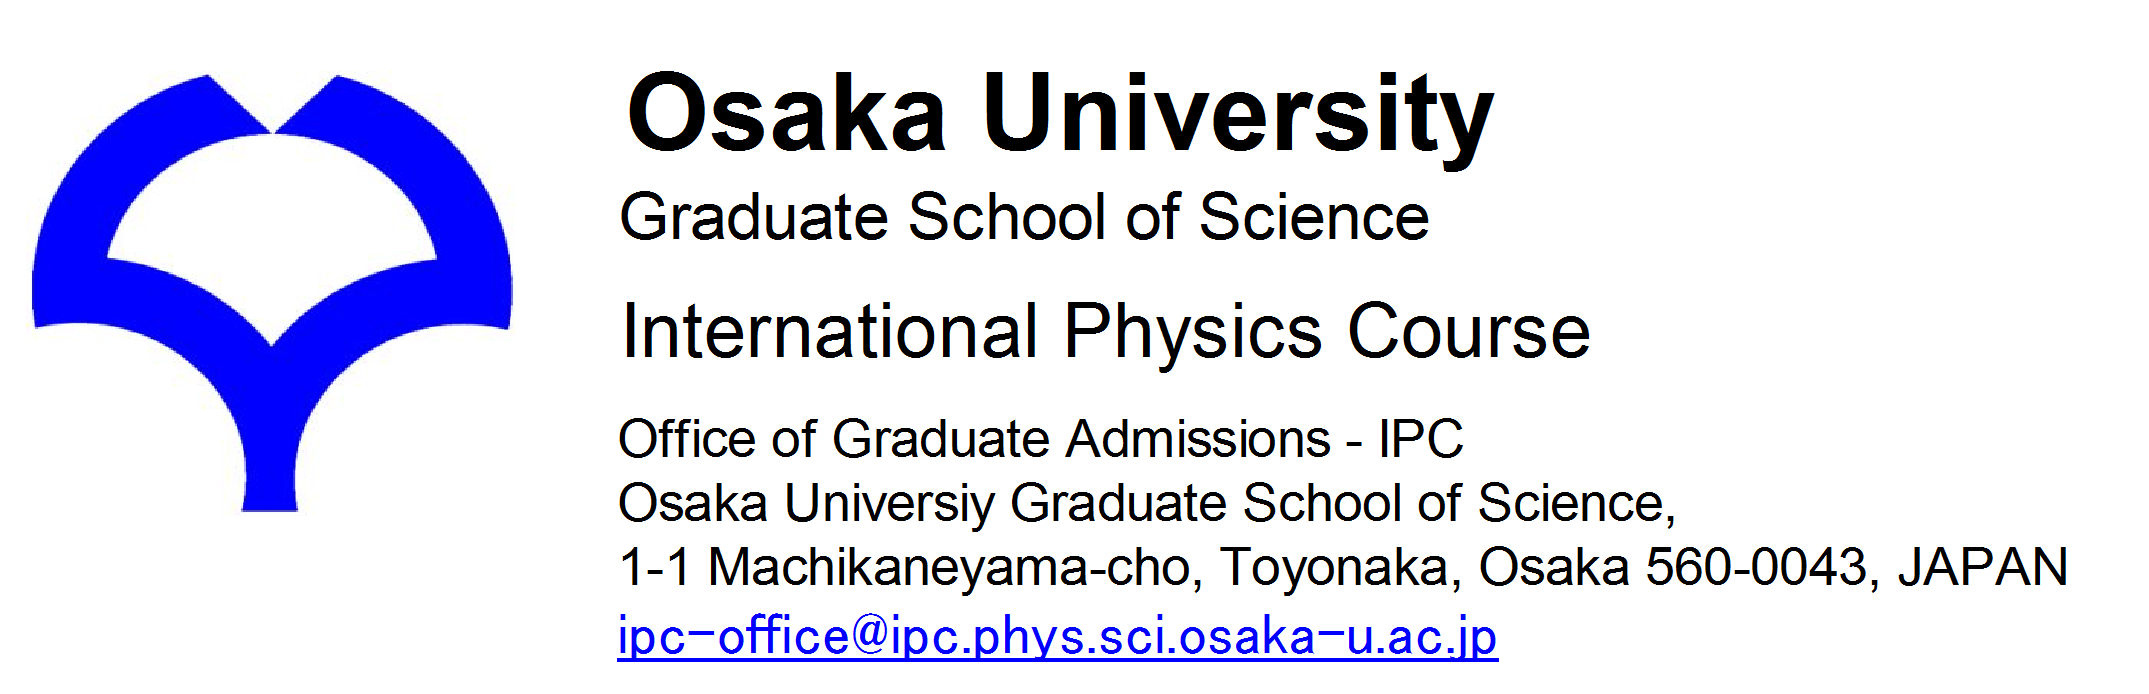 Osaka University
Graduate School of Science
International Physics Course
Office of Graduate Admissions - IPC
Osaka Universiy Graduate School of Science,
1-1 Machikaneyama-cho, Toyonaka, Osaka 560-0043, JAPAN
ipc-office@ipc.phys.sci.osaka-u.ac.jp